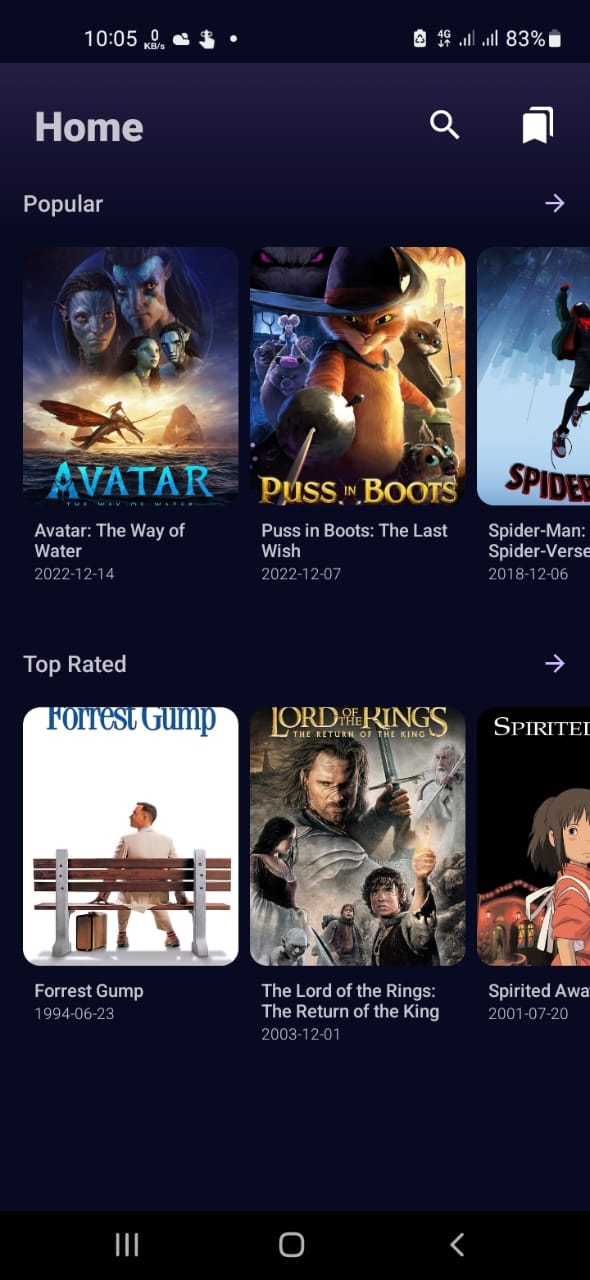 10:05 0 KB/s 4G 83%
Home
Popular
AVATAR
THE WAY OF WATER
PUSS IN BOOTS
SPIDER
Avatar: The Way of
Water
2022-12-14
Puss in Boots: The Last
Wish
2022-12-07
Spider-Man:
Spider-Verse
2018-12-06
Top Rated
Forrest Gump
LORD OF THE RINGS
THE RETURN OF THE KING
SPIRITED
Forrest Gump
1994-06-23
The Lord of the Rings:
The Return of the King
2003-12-01
Spirited Awa
2001-07-20